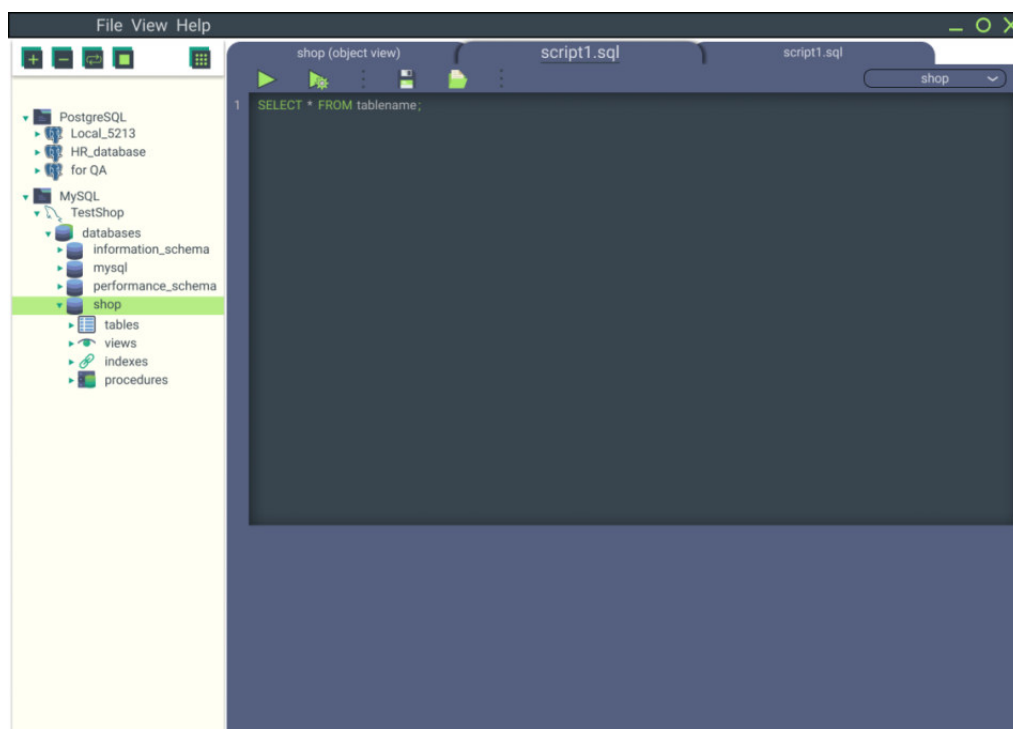 File View Help
shop (object view)
script1.sql
script1.sql
shop
1 SELECT * FROM tablename;
PostgreSQL
Local_5213
HR_database
for QA
MySQL
TestShop
databases
information_schema
mysql
performance_schema
shop
tables
views
indexes
procedures